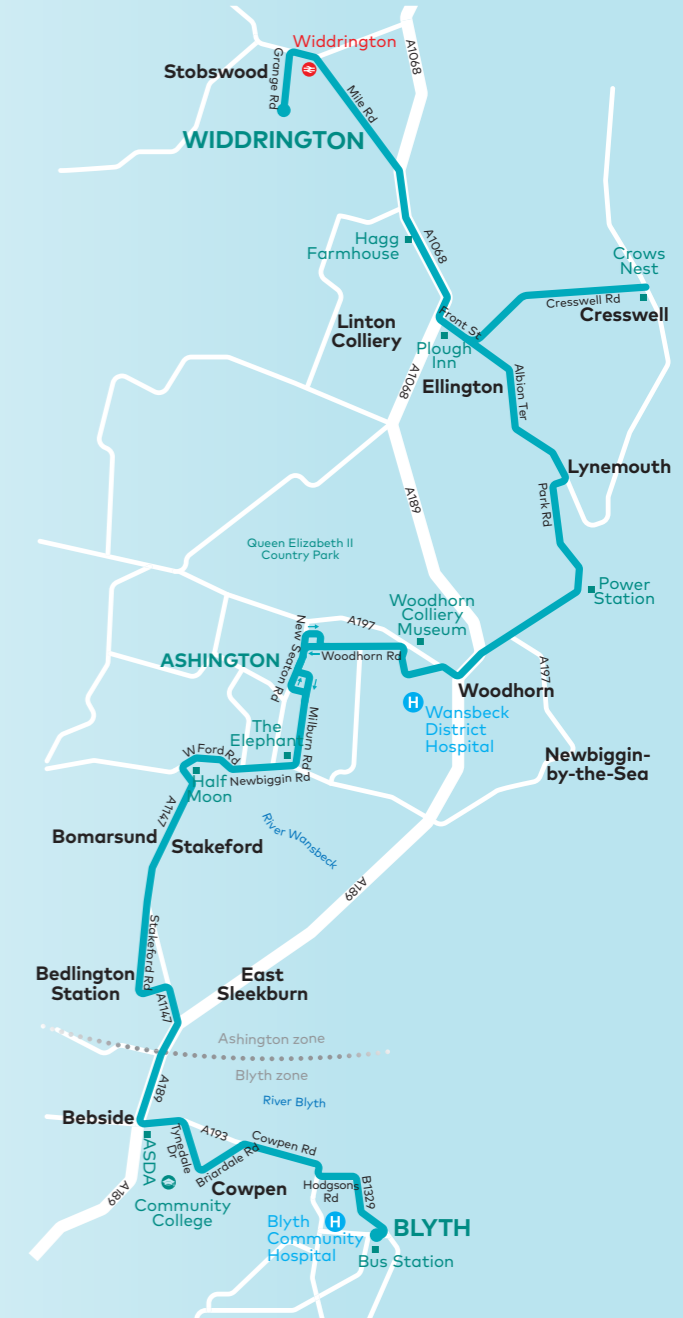 Widdrington
A1068
Stobswood
Grange Rd
Mile Rd
WIDDRINGTON
Hagg
Farmhouse
A1068
Crows
Nest
Cresswell Rd
Cresswell
Linton
Colliery
Front St
Plough
Inn
A1068
Ellington
Albion Ter
Lynemouth
A189
Park Rd
Queen Elizabeth II
Country Park
Power
Station
Woodhorn
Colliery
Museum
New Seaton Rd
A197
ASHINGTON
Woodhorn Rd
A197
Woodhorn
H
Wansbeck
District
Hospital
Milburn Rd
The
Elephant
W Ford Rd
Newbiggin Rd
Half
Moon
Newbiggin-
by-the-Sea
A1147
Bomarsund
Stakeford
River Wansbeck
A189
Stakeford Rd
Bedlington
Station
A1147
East
Sleekburn
Ashington zone
Blyth zone
A189
River Blyth
Bebside
A193
Tynedale
Dr
Briardale Rd
Cowpen Rd
ASDA
Cowpen
Hodgsons
Rd
B1329
A189
Community
College
Blyth
Community
Hospital
H
BLYTH
Bus Station